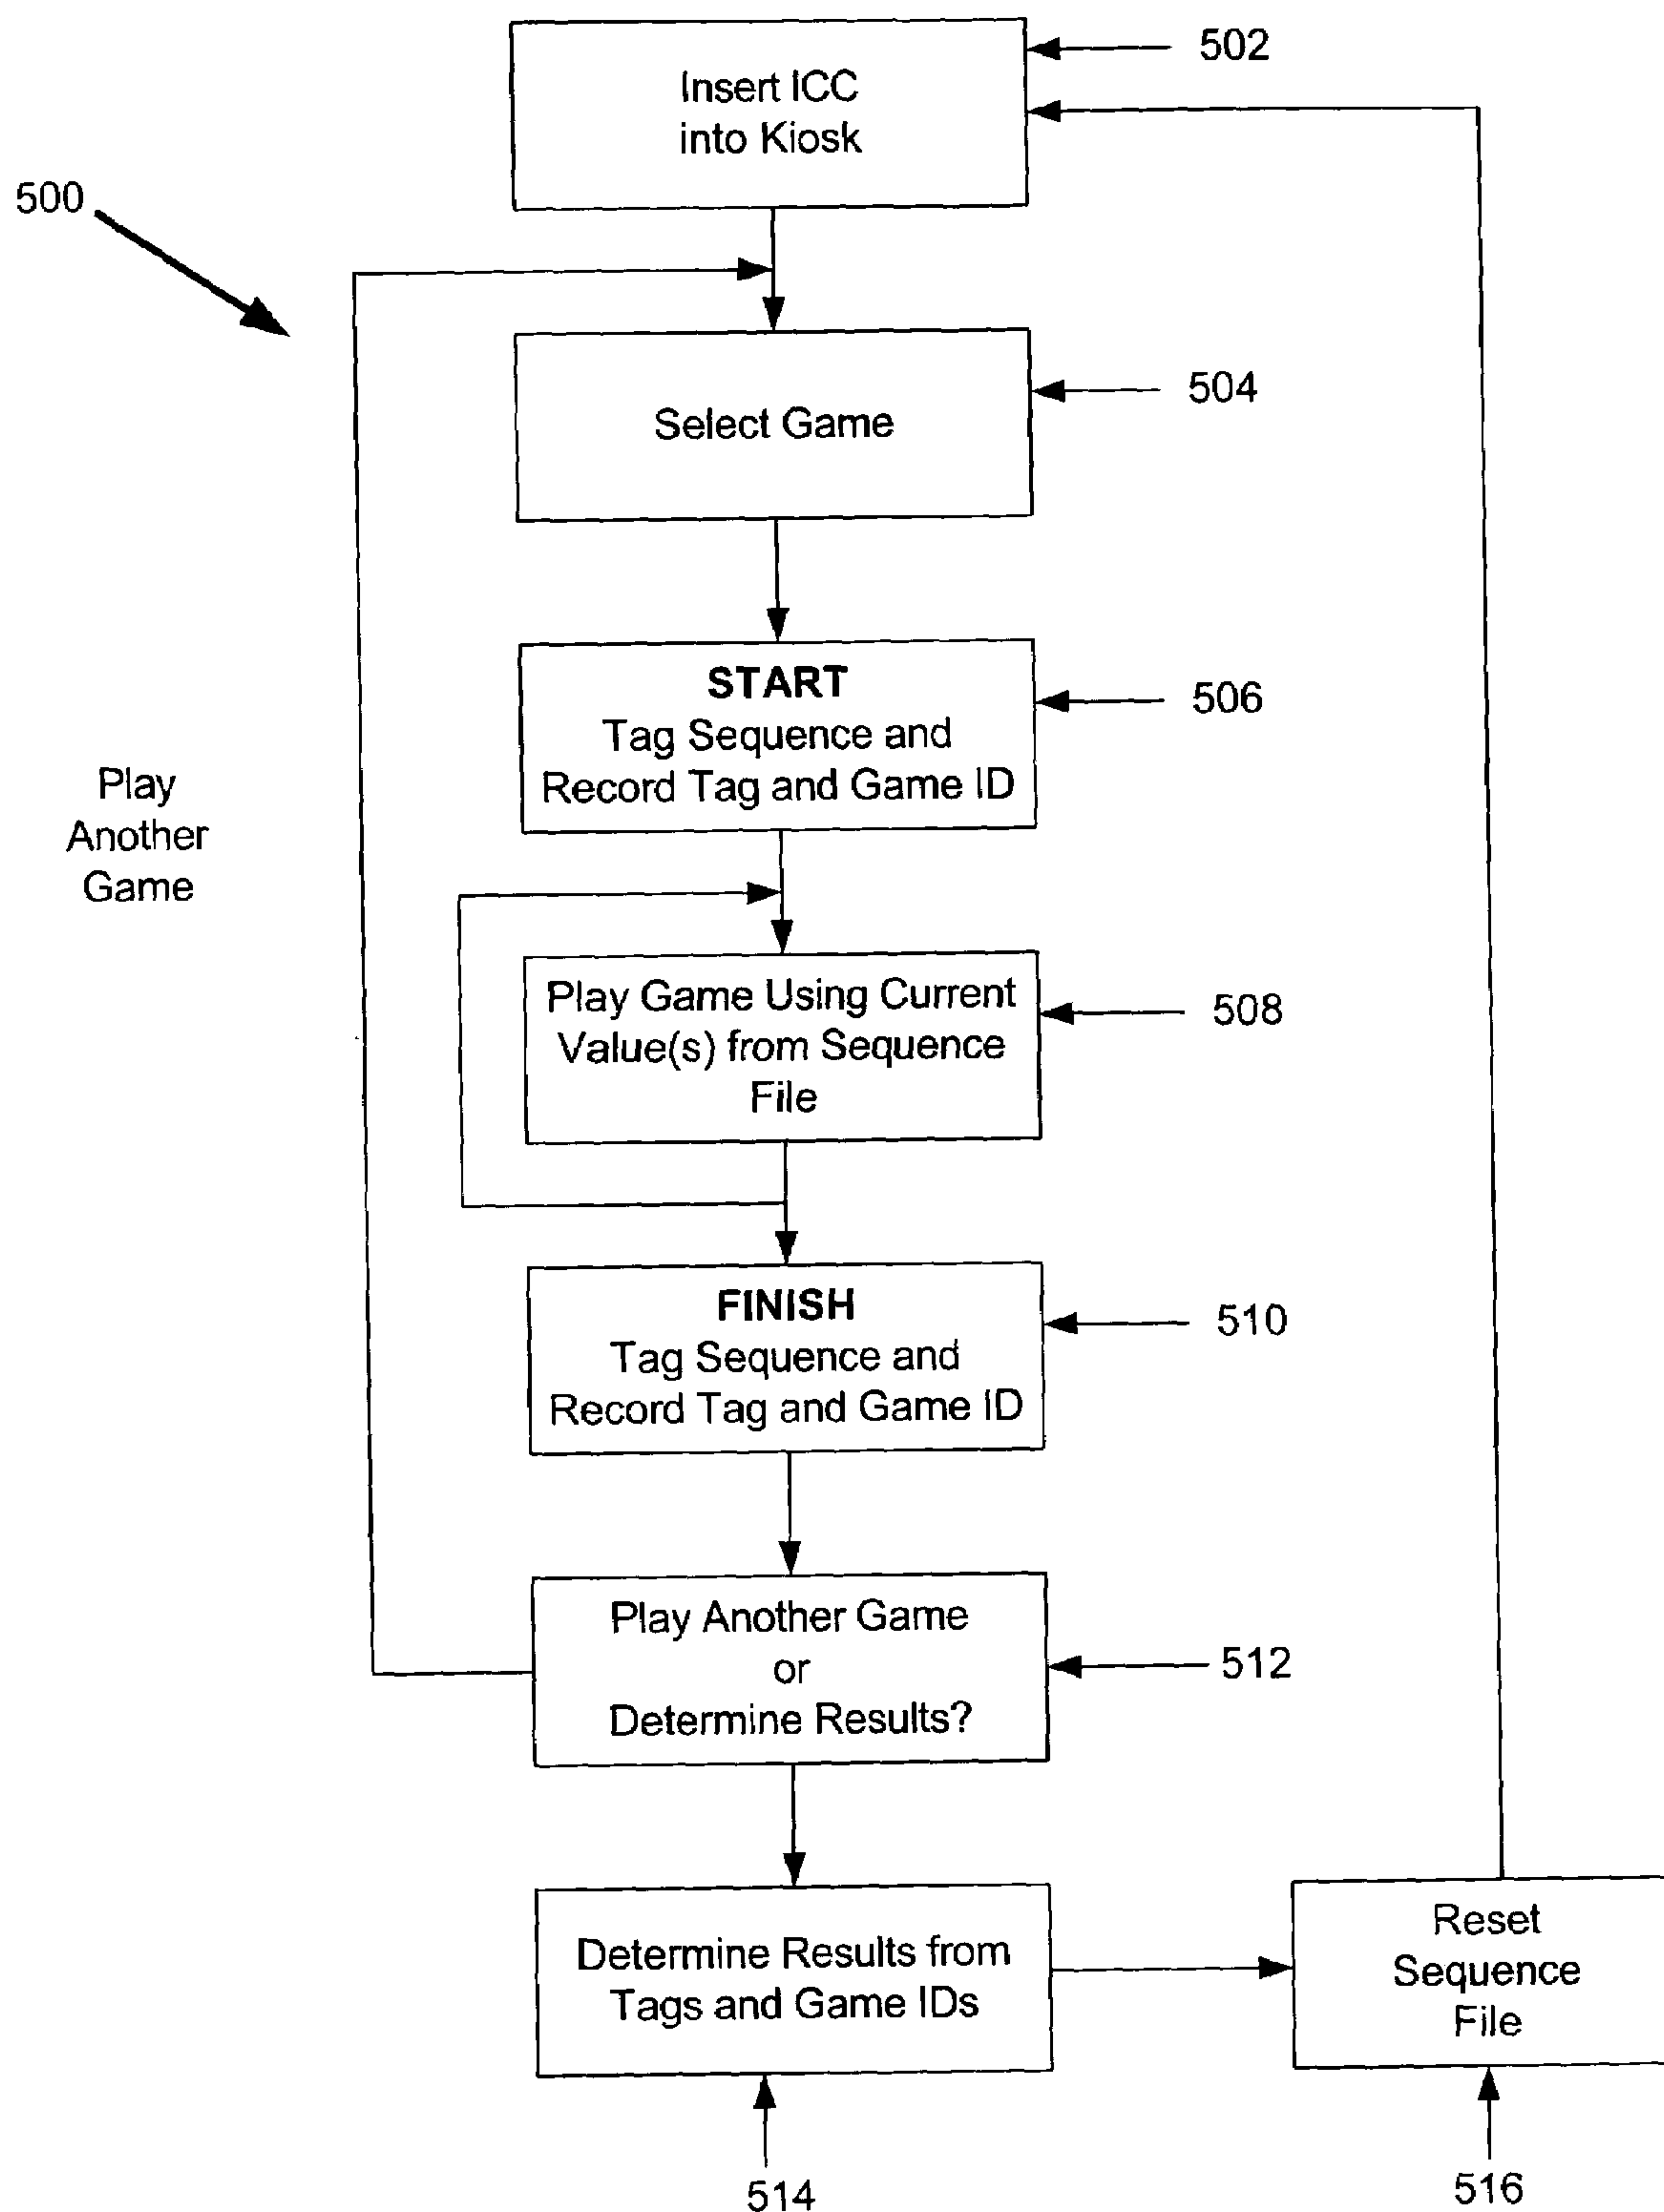 502
Insert ICC
into Kiosk
500
504
Select Game
506
START
Tag Sequence and
Record Tag and Game ID
Play
Another
Game
508
Play Game Using Current
Value(s) from Sequence
File
510
FINISH
Tag Sequence and
Record Tag and Game ID
512
Play Another Game
or
Determine Results?
Determine Results from
Tags and Game IDs
Reset
Sequence
File
514
516